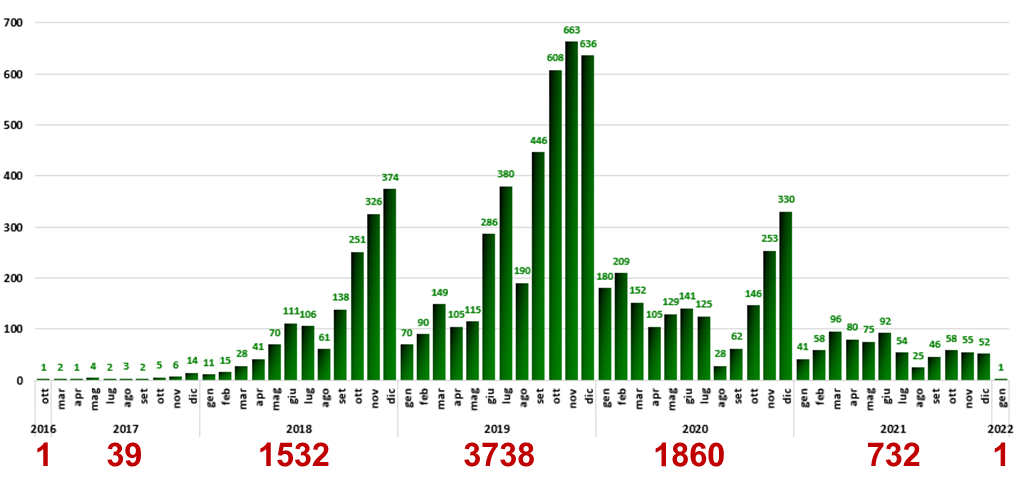 700
600
500
400
300
200
100
0
1 2 1 4 2 3 2 5 6 14 11 15 28 41 70 111 106 61 138 251 326 374 70 90 149 105 115 286 380 190 446 608 663 636 180 209 152 105 129 141 125 28 62 146 253 330 41 58 96 80 75 92 54 25 46 58 55 52 1
ott mar apr mag lug ago set ott nov dic gen feb mar apr mag giu lug ago set ott nov dic gen feb mar apr mag giu lug ago set ott nov dic gen feb mar apr mag giu lug ago set ott nov dic gen feb mar apr mag giu lug ago set ott nov dic gen
2016 2017 2018 2019 2020 2021 2022
1 39 1532 3738 1860 732 1